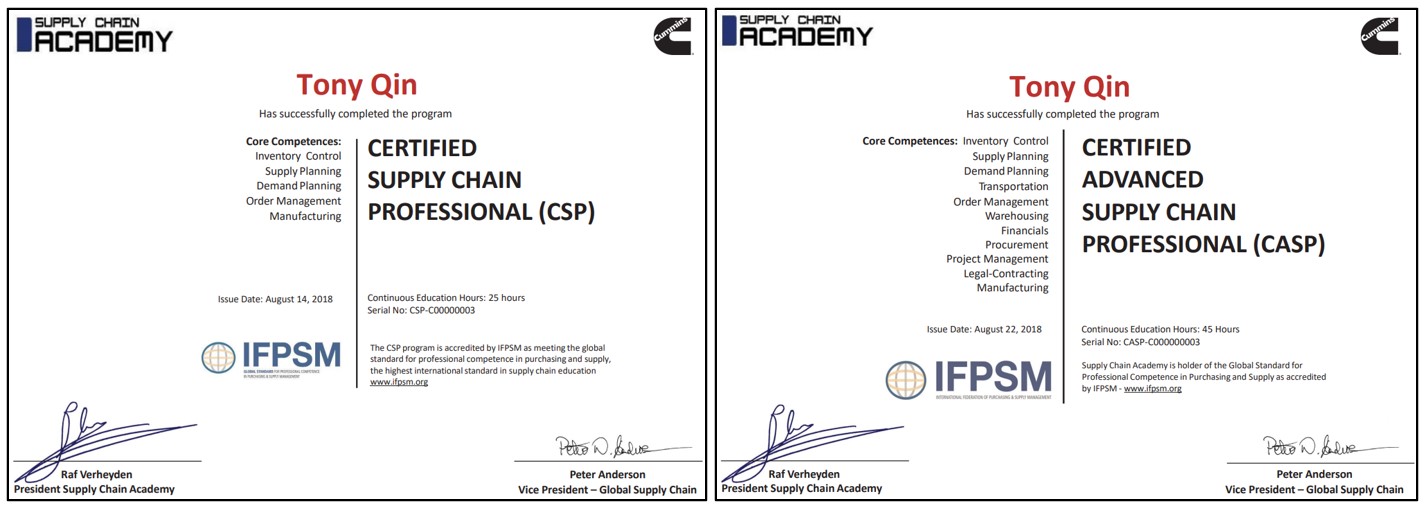 SUPPLY CHAIN
ACADEMY
Cummins
Tony Qin
Has successfully completed the program
Core Competences:
Inventory Control
Supply Planning
Demand Planning
Order Management
Manufacturing
CERTIFIED
SUPPLY CHAIN
PROFESSIONAL (CSP)
Issue Date: August 14, 2018
Continuous Education Hours: 25 hours
Serial No: CSP-C00000003
IFPSM
GLOBAL STANDARD FOR PROFESSIONAL COMPETENCE
IN PURCHASING & SUPPLY MANAGEMENT
The CSP program is accredited by IFPSM as meeting the global
standard for professional competence in purchasing and supply,
the highest international standard in supply chain education
www.ifpsm.org
Raf Verheyden
President Supply Chain Academy
Peter Anderson
Vice President – Global Supply Chain
SUPPLY CHAIN
ACADEMY
Cummins
Tony Qin
Has successfully completed the program
Core Competences: Inventory Control
Supply Planning
Demand Planning
Transportation
Order Management
Warehousing
Financials
Procurement
Project Management
Legal-Contracting
Manufacturing
CERTIFIED
ADVANCED
SUPPLY CHAIN
PROFESSIONAL (CASP)
Issue Date: August 22, 2018
Continuous Education Hours: 45 Hours
Serial No: CASP-C000000003
IFPSM
INTERNATIONAL FEDERATION OF PURCHASING & SUPPLY MANAGEMENT
Supply Chain Academy is holder of the Global Standard for
Professional Competence in Purchasing and Supply as accredited
by IFPSM - www.ifpsm.org
Raf Verheyden
President Supply Chain Academy
Peter Anderson
Vice President – Global Supply Chain